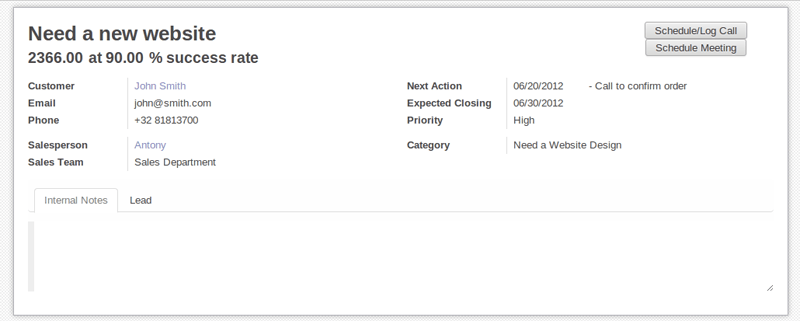 Need a new website
2366.00 at 90.00 % success rate
Schedule/Log Call
Schedule Meeting
Customer John Smith
Email john@smith.com
Phone +32 81813700
Salesperson Antony
Sales Team Sales Department
Next Action 06/20/2012 - Call to confirm order
Expected Closing 06/30/2012
Priority High
Category Need a Website Design
Internal Notes Lead